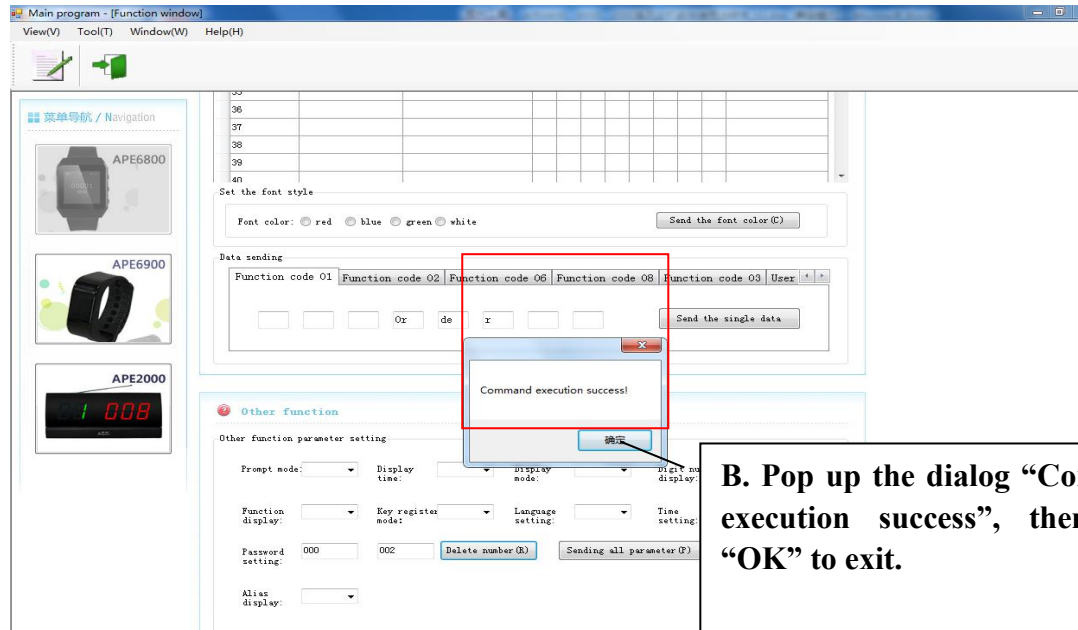 Main program - [Function window]
View(V) Tool(T) Window(W) Help(H)
菜单导航 / Navigation
APE6800
APE6900
APE2000
1 008
36
37
38
39
40
Set the font style
Font color: red blue green white Send the font color(C)
Data sending
Function code 01 Function code 02 Function code 06 Function code 08 Function code 03 User
Or de r Send the single data
Command execution success!
确定
Other function
Other function parameter setting
Prompt mode: Display time: Display mode: Digit nu display:
Function display: Key register mode: Language setting: Time setting:
Password setting: 000 002 Delete number(R) Sending all parameter(P)
Alias display:
B. Pop up the dialog “Co
execution success”, then
“OK” to exit.